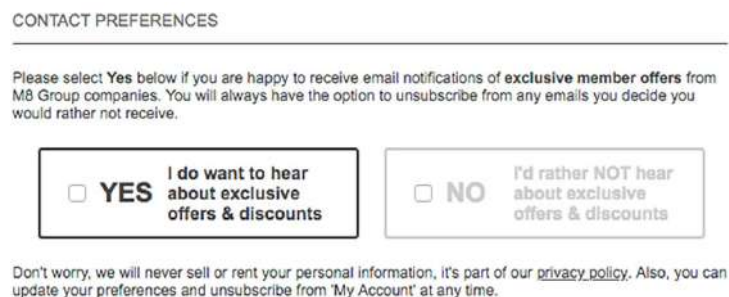 CONTACT PREFERENCES
Please select Yes below if you are happy to receive email notifications of exclusive member offers from
M8 Group companies. You will always have the option to unsubscribe from any emails you decide you
would rather not receive.
YES
I do want to hear
about exclusive
offers & discounts
NO
I'd rather NOT hear
about exclusive
offers & discounts
Don't worry, we will never sell or rent your personal information, it's part of our privacy policy. Also, you can
update your preferences and unsubscribe from 'My Account' at any time.